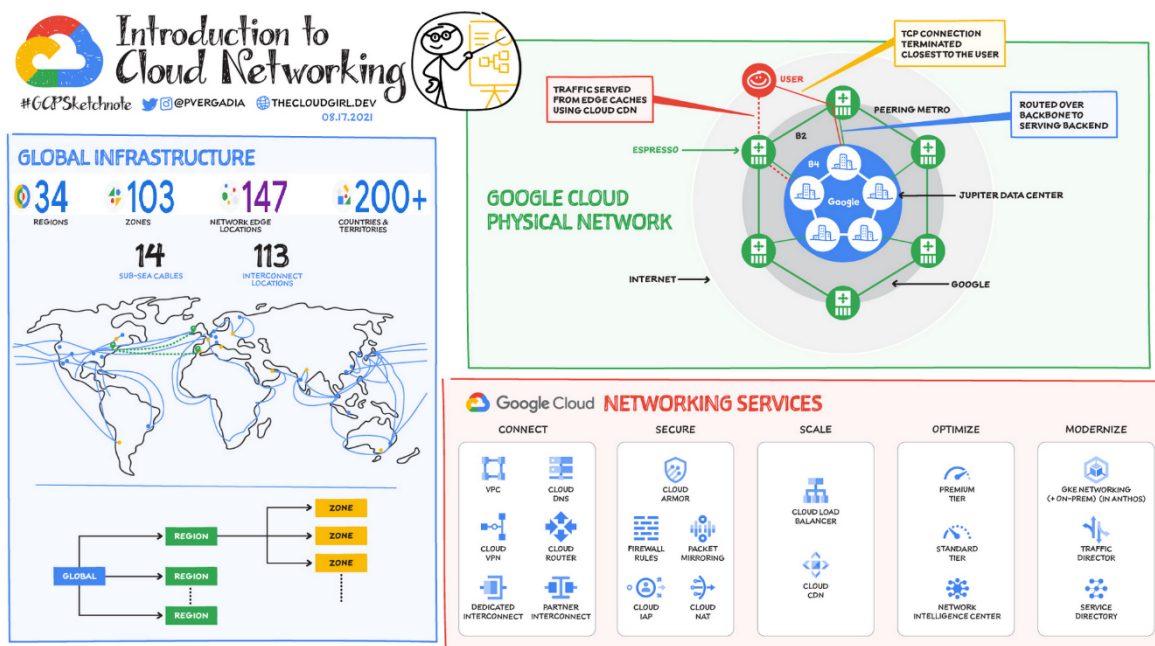 Introduction to
Cloud Networking
#GCPSketchnote @PVERGADIA THECLOUDGIRL.DEV
08.17.2021
GLOBAL INFRASTRUCTURE
34
REGIONS
103
ZONES
147
NETWORK EDGE
LOCATIONS
200+
COUNTRIES &
TERRITORIES
14
SUB-SEA CABLES
113
INTERCONNECT
LOCATIONS
GLOBAL
REGION
REGION
REGION
ZONE
ZONE
ZONE
GOOGLE CLOUD
PHYSICAL NETWORK
TRAFFIC SERVED
FROM EDGE CACHES
USING CLOUD CDN
USER
TCP CONNECTION
TERMINATED
CLOSEST TO THE USER
PEERING METRO
ROUTED OVER
BACKBONE TO
SERVING BACKEND
ESPRESSO
B2
B4
Google
JUPITER DATA CENTER
INTERNET
GOOGLE
Google Cloud NETWORKING SERVICES
CONNECT
VPC
CLOUD
DNS
CLOUD
VPN
CLOUD
ROUTER
DEDICATED
INTERCONNECT
PARTNER
INTERCONNECT
SECURE
CLOUD
ARMOR
FIREWALL
RULES
PACKET
MIRRORING
CLOUD
IAP
CLOUD
NAT
SCALE
CLOUD LOAD
BALANCER
CLOUD
CDN
OPTIMIZE
PREMIUM
TIER
STANDARD
TIER
NETWORK
INTELLIGENCE CENTER
MODERNIZE
GKE NETWORKING
(+ ON-PREM) (IN ANTHOS)
TRAFFIC
DIRECTOR
SERVICE
DIRECTORY